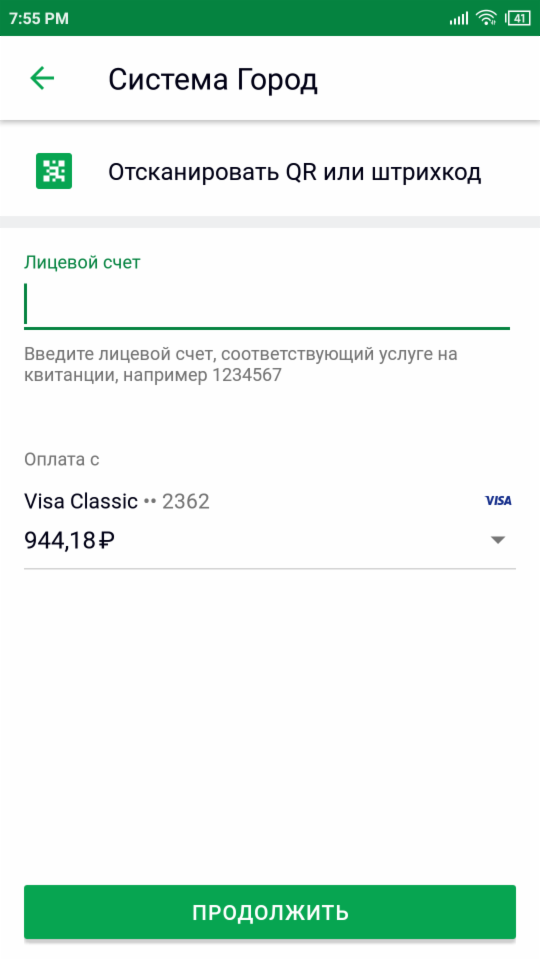 7:55 PM
41
Система Город
Отсканировать QR или штрихкод
Лицевой счет
Введите лицевой счет, соответствующий услуге на
квитанции, например 1234567
Оплата с
Visa Classic •• 2362
VISA
944,18 ₽
ПРОДОЛЖИТЬ